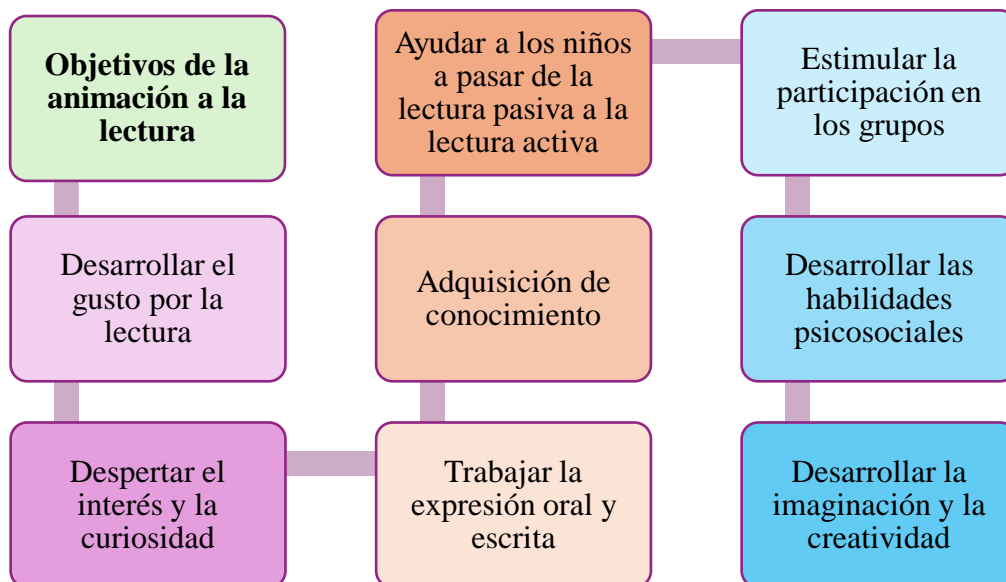 Objetivos de la
animación a la
lectura
Desarrollar el
gusto por la
lectura
Despertar el
interés y la
curiosidad
Trabajar la
expresión oral y
escrita
Adquisición de
conocimiento
Ayudar a los niños
a pasar de la
lectura pasiva a la
lectura activa
Estimular la
participación en
los grupos
Desarrollar las
habilidades
psicosociales
Desarrollar la
imaginación y la
creatividad